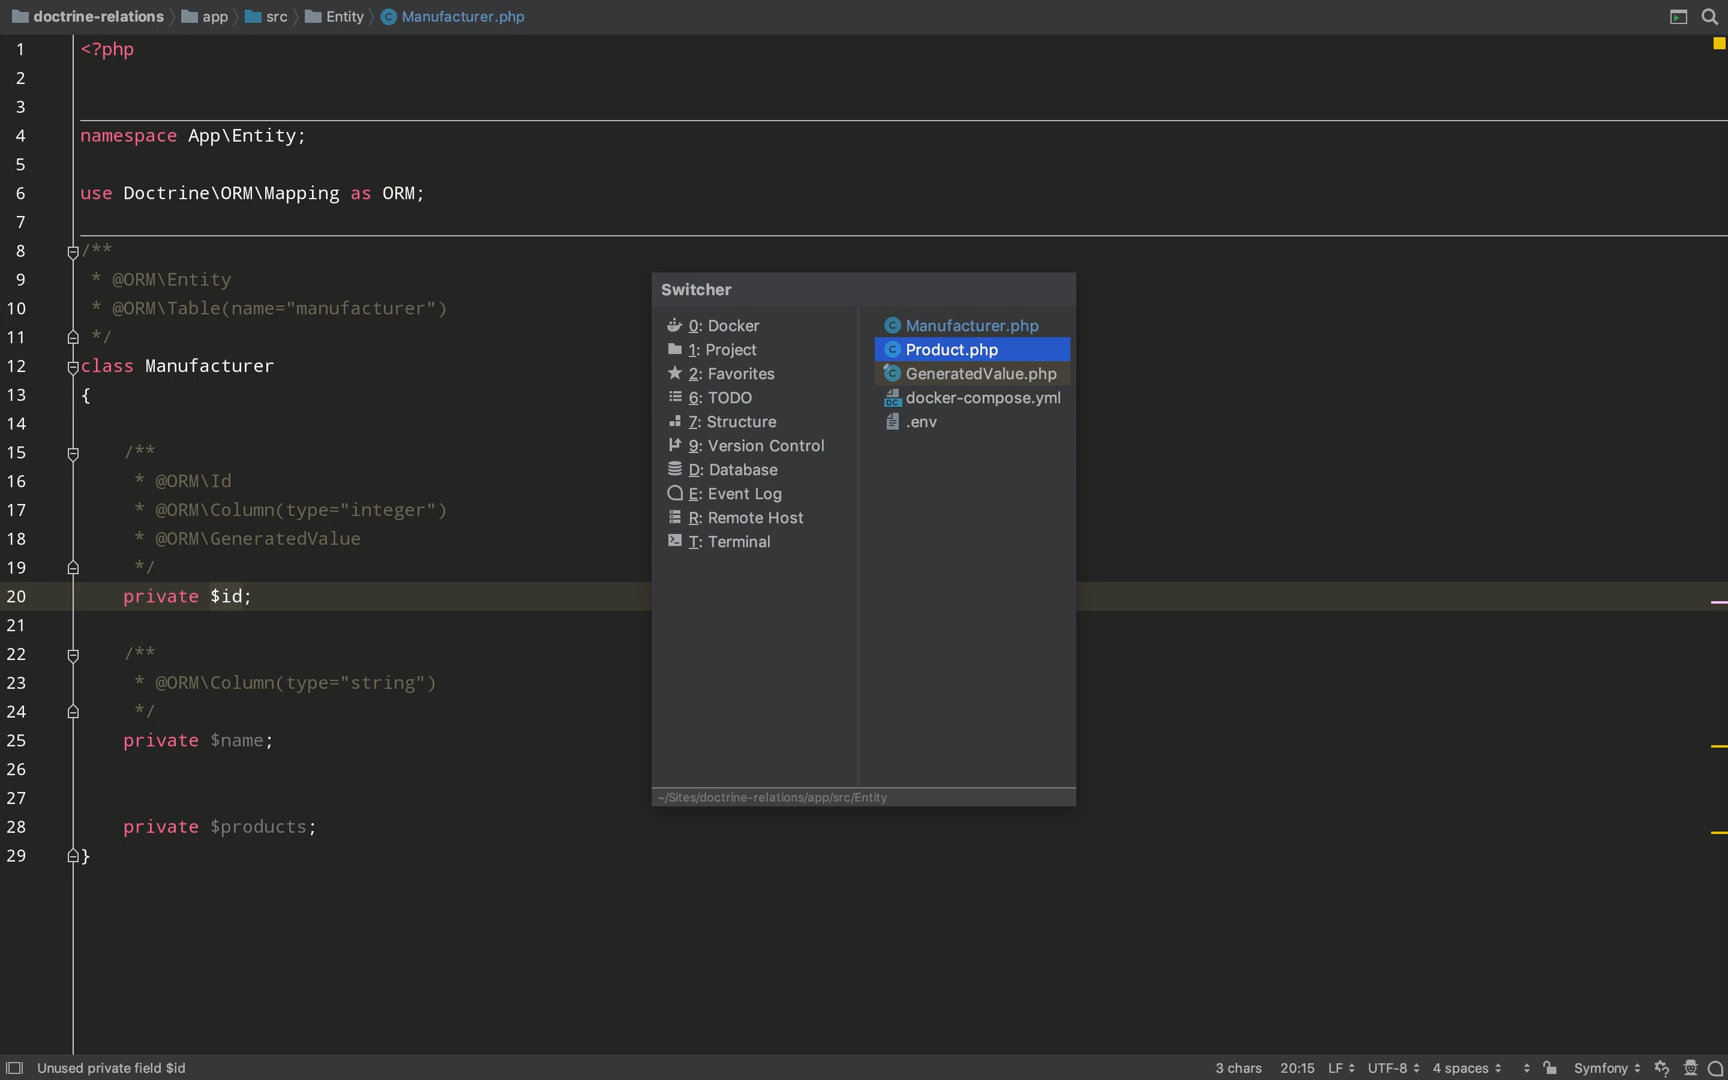 doctrine-relations app src Entity Manufacturer.php
1 <?php
2
3
4 namespace App\Entity;
5
6 use Doctrine\ORM\Mapping as ORM;
7
8 /**
9 * @ORM\Entity
10 * @ORM\Table(name="manufacturer")
11 */
12 class Manufacturer
13 {
14
15 /**
16 * @ORM\Id
17 * @ORM\Column(type="integer")
18 * @ORM\GeneratedValue
19 */
20 private $id;
21
22 /**
23 * @ORM\Column(type="string")
24 */
25 private $name;
26
27
28 private $products;
29 }
Switcher
0: Docker
1: Project
2: Favorites
6: TODO
7: Structure
9: Version Control
D: Database
E: Event Log
R: Remote Host
T: Terminal
Manufacturer.php
Product.php
GeneratedValue.php
docker-compose.yml
.env
~/Sites/doctrine-relations/app/src/Entity
Unused private field $id 3 chars 20:15 LF UTF-8 4 spaces Symfony